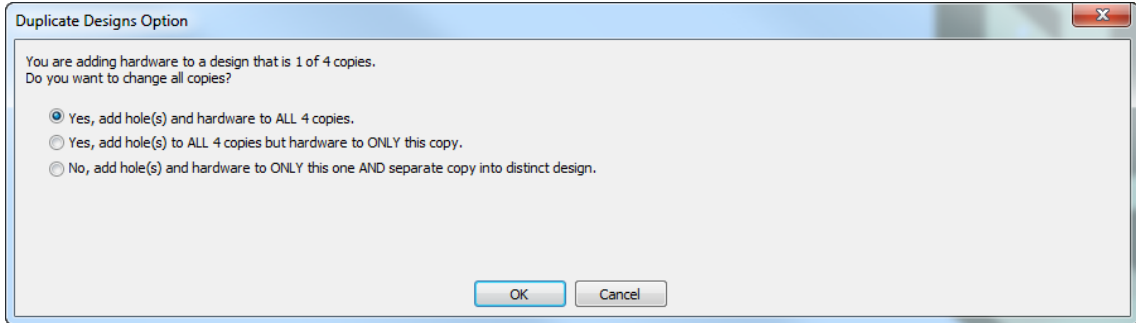 Duplicate Designs Option
You are adding hardware to a design that is 1 of 4 copies.
Do you want to change all copies?
Yes, add hole(s) and hardware to ALL 4 copies.
Yes, add hole(s) to ALL 4 copies but hardware to ONLY this copy.
No, add hole(s) and hardware to ONLY this one AND separate copy into distinct design.
OK Cancel